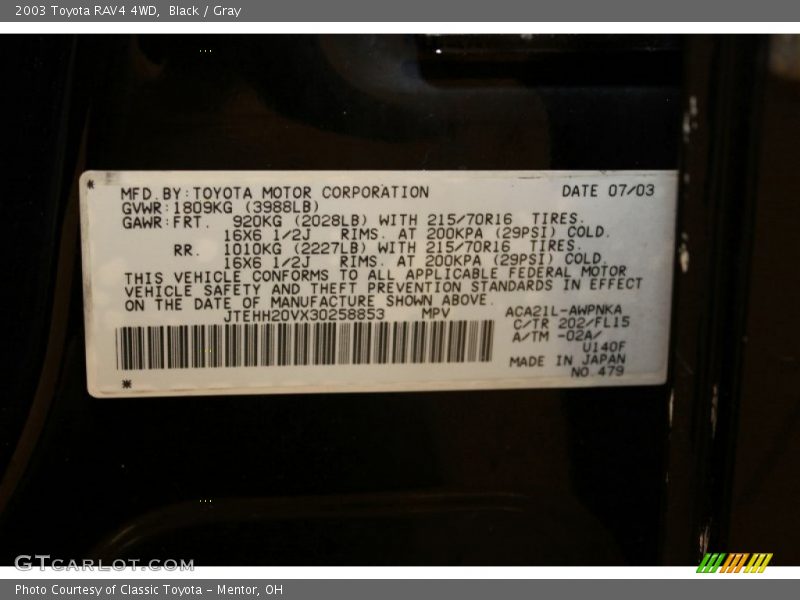 2003 Toyota RAV4 4WD, Black / Gray
* MFD.BY:TOYOTA MOTOR CORPORATION DATE 07/03
GVWR:1809KG (3988LB)
GAWR:FRT. 920KG (2028LB) WITH 215/70R16 TIRES.
16X6 1/2J RIMS. AT 200KPA (29PSI) COLD.
RR. 1010KG (2227LB) WITH 215/70R16 TIRES.
16X6 1/2J RIMS. AT 200KPA (29PSI) COLD.
THIS VEHICLE CONFORMS TO ALL APPLICABLE FEDERAL MOTOR
VEHICLE SAFETY AND THEFT PREVENTION STANDARDS IN EFFECT
ON THE DATE OF MANUFACTURE SHOWN ABOVE.
JTEHH20VX30258853 MPV ACA21L-AWPNKA
C/TR 202/FL15
A/TM -02A/
U140F
MADE IN JAPAN
* NO.479
GTcarlot.com
Photo Courtesy of Classic Toyota - Mentor, OH